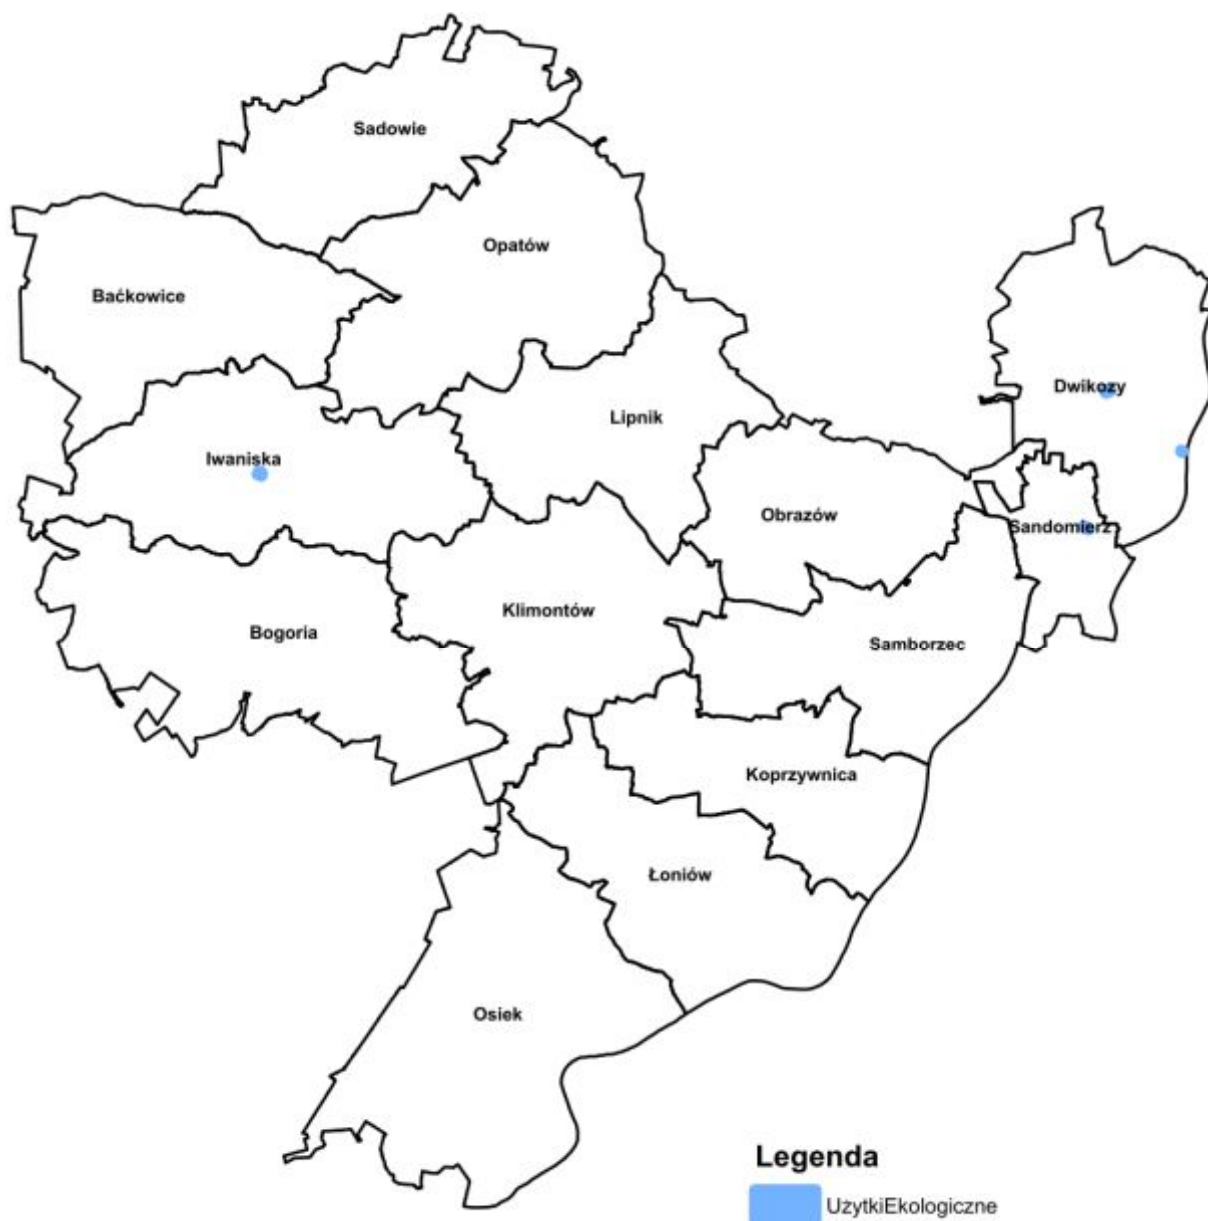 Sadowie
Opatów
Baćkowice
Dwikozy
Lipnik
Iwaniska
Obrazów
Sandomierz
Klimontów
Bogoria
Samborzec
Koprzywnica
Łoniów
Osiek
Legenda
UżytkiEkologiczne